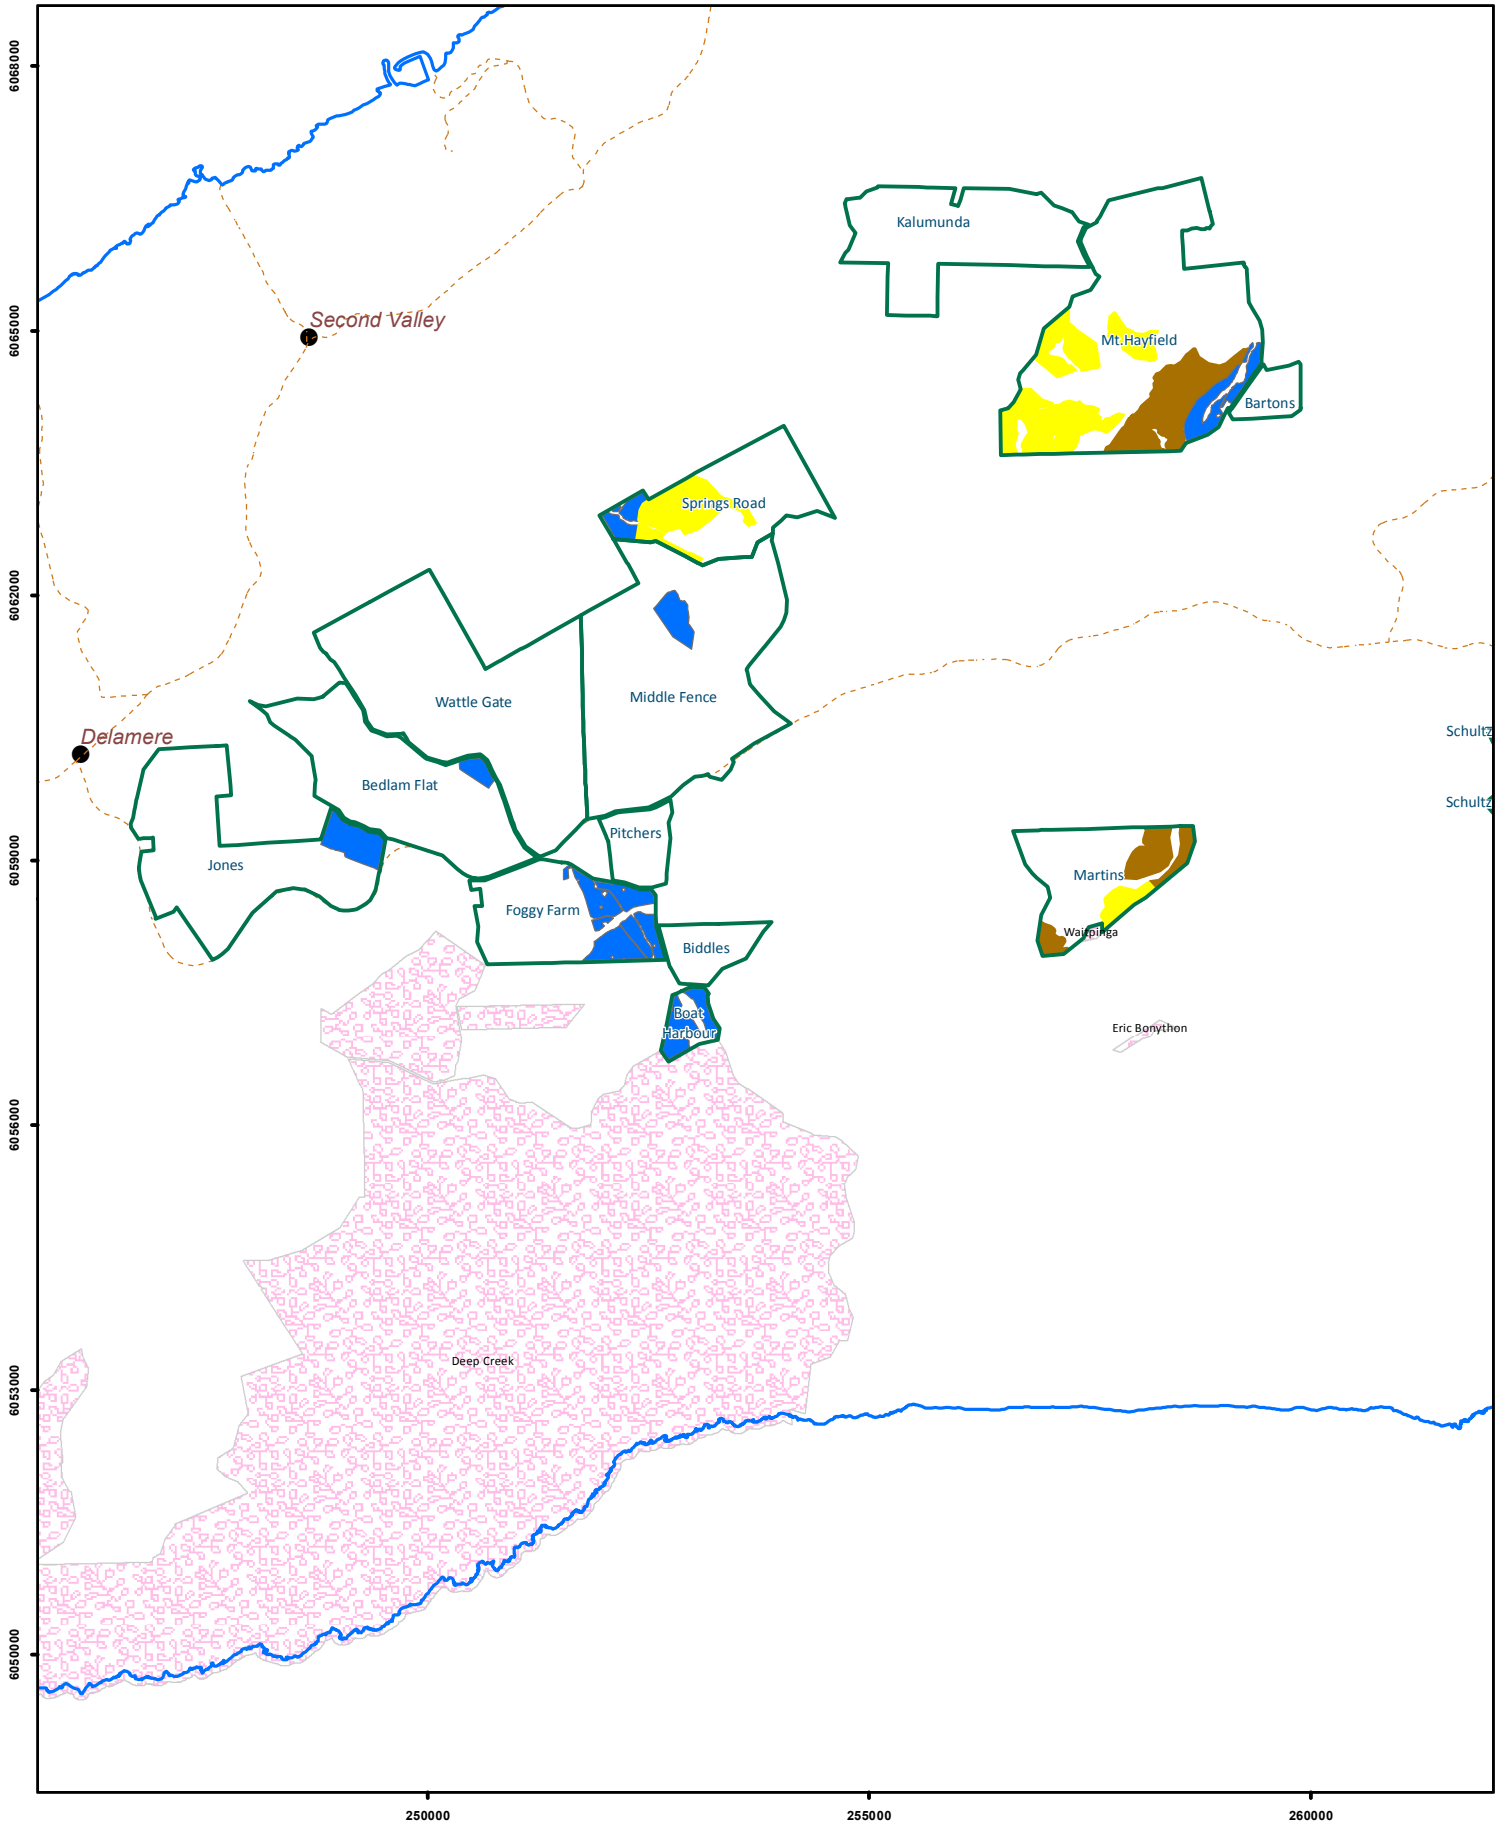 6068000
Kalumunda
Second Valley
6065000
Mt.Hayfield
Bartons
Springs Road
6062000
Wattle Gate
Middle Fence
Delamere
Schultz
Bedlam Flat
Schultz
Pitchers
6059000
Jones
Martins
Foggy Farm
Waitpinga
Biddles
Boat
Harbour
Eric Bonython
6056000
Deep Creek
6053000
6050000
250000
255000
260000